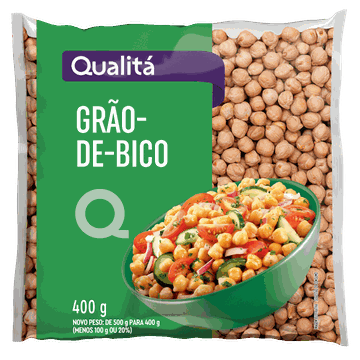 Qualitá
GRÃO-
DE-BICO
Q
400 g
NOVO PESO: DE 500 g PARA 400 g
(MENOS 100 g OU 20%)